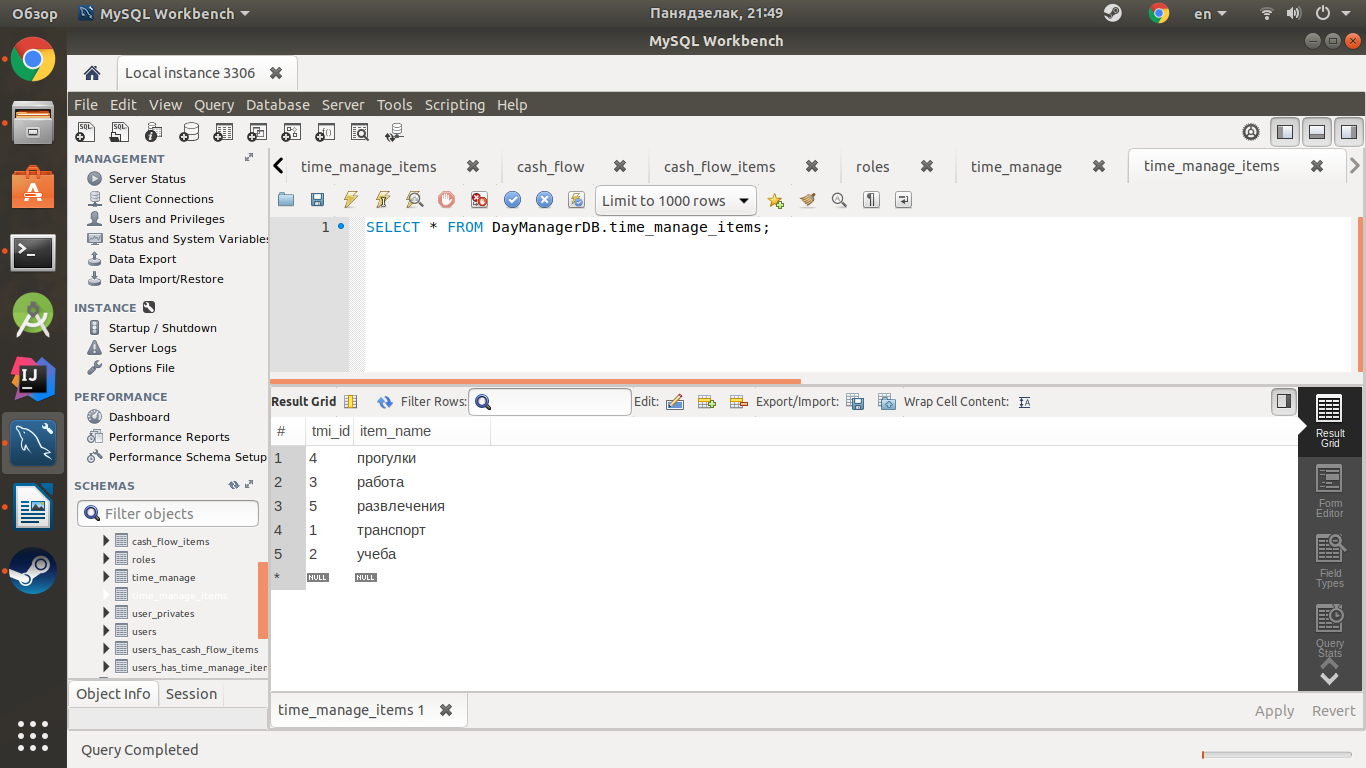 Обзор MySQL Workbench Панядзелак, 21:49 en
MySQL Workbench
Local instance 3306
File Edit View Query Database Server Tools Scripting Help
MANAGEMENT
Server Status
Client Connections
Users and Privileges
Status and System Variables
Data Export
Data Import/Restore
INSTANCE
Startup / Shutdown
Server Logs
Options File
PERFORMANCE
Dashboard
Performance Reports
Performance Schema Setup
SCHEMAS
Filter objects
cash_flow_items
roles
time_manage
time_manage_items
user_privates
users
users_has_cash_flow_items
users_has_time_manage_iter
Object Info Session
time_manage_items cash_flow cash_flow_items roles time_manage time_manage_items
Limit to 1000 rows
1 SELECT * FROM DayManagerDB.time_manage_items;
Result Grid Filter Rows: Edit: Export/Import: Wrap Cell Content:
# tmi_id item_name
1 4 прогулки
2 3 работа
3 5 развлечения
4 1 транспорт
5 2 учеба
* NULL NULL
Result
Grid
Form
Editor
Field
Types
Query
Stats
time_manage_items 1
Apply Revert
Query Completed